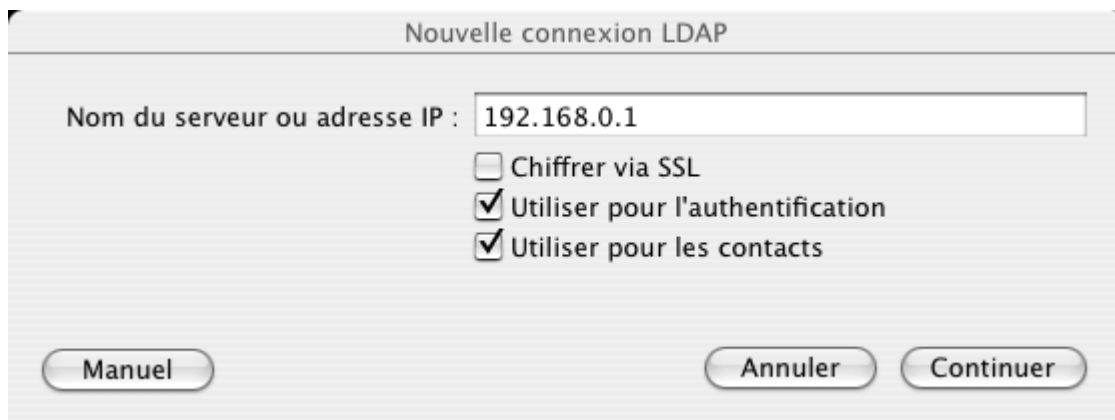 Nouvelle connexion LDAP
Nom du serveur ou adresse IP : 192.168.0.1
Chiffrer via SSL
Utiliser pour l'authentification
Utiliser pour les contacts
Manuel Annuler Continuer